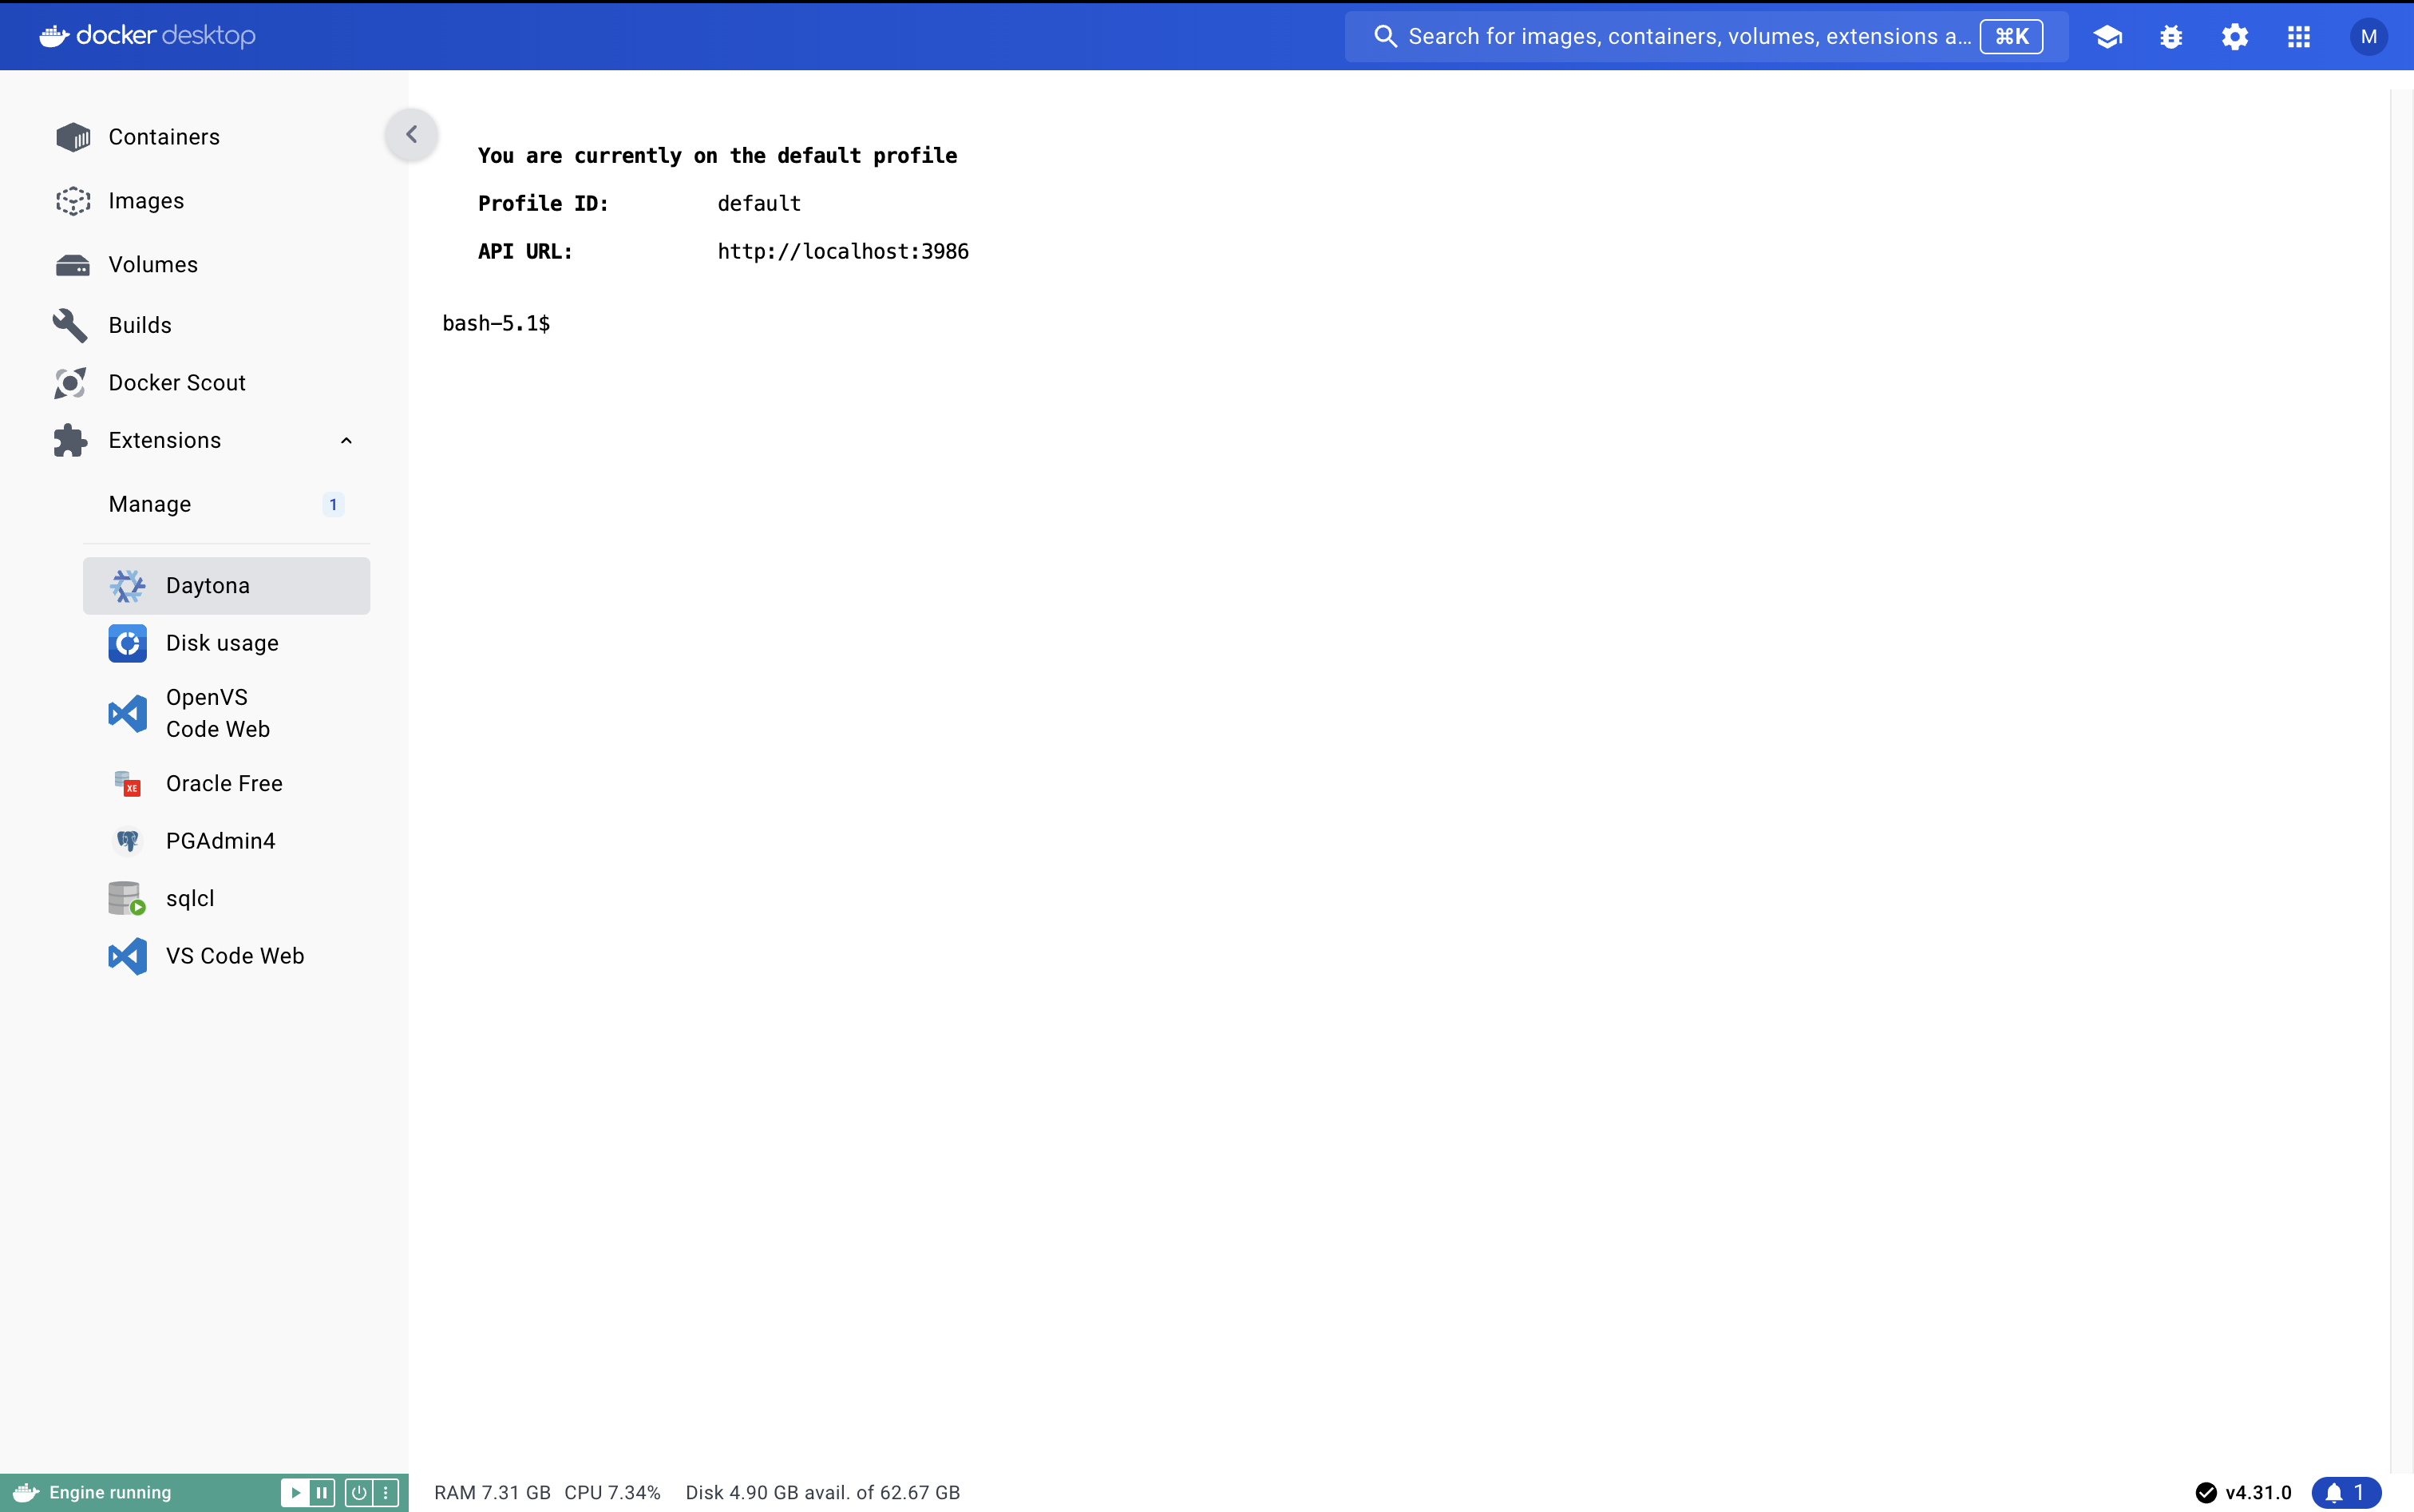 docker desktop
Search for images, containers, volumes, extensions a... ⌘K
M
Containers
Images
Volumes
Builds
Docker Scout
Extensions
Manage 1
Daytona
Disk usage
OpenVS
Code Web
XE
Oracle Free
PGAdmin4
sqlcl
VS Code Web
You are currently on the default profile
Profile ID: default
API URL: http://localhost:3986
bash-5.1$
Engine running
RAM 7.31 GB CPU 7.34% Disk 4.90 GB avail. of 62.67 GB
v4.31.0
1